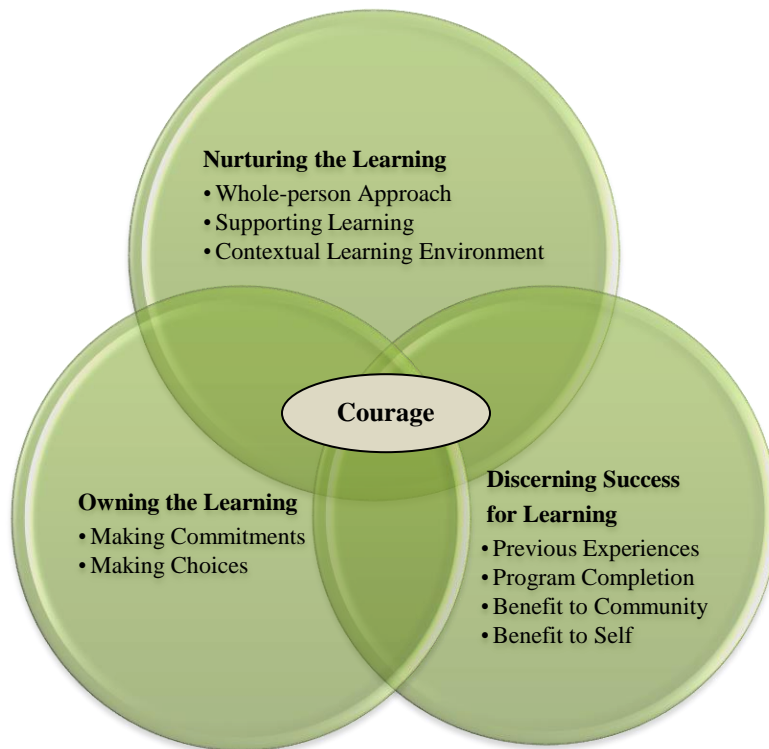 Nurturing the Learning
• Whole-person Approach
• Supporting Learning
• Contextual Learning Environment
Courage
Owning the Learning
• Making Commitments
• Making Choices
Discerning Success
for Learning
• Previous Experiences
• Program Completion
• Benefit to Community
• Benefit to Self